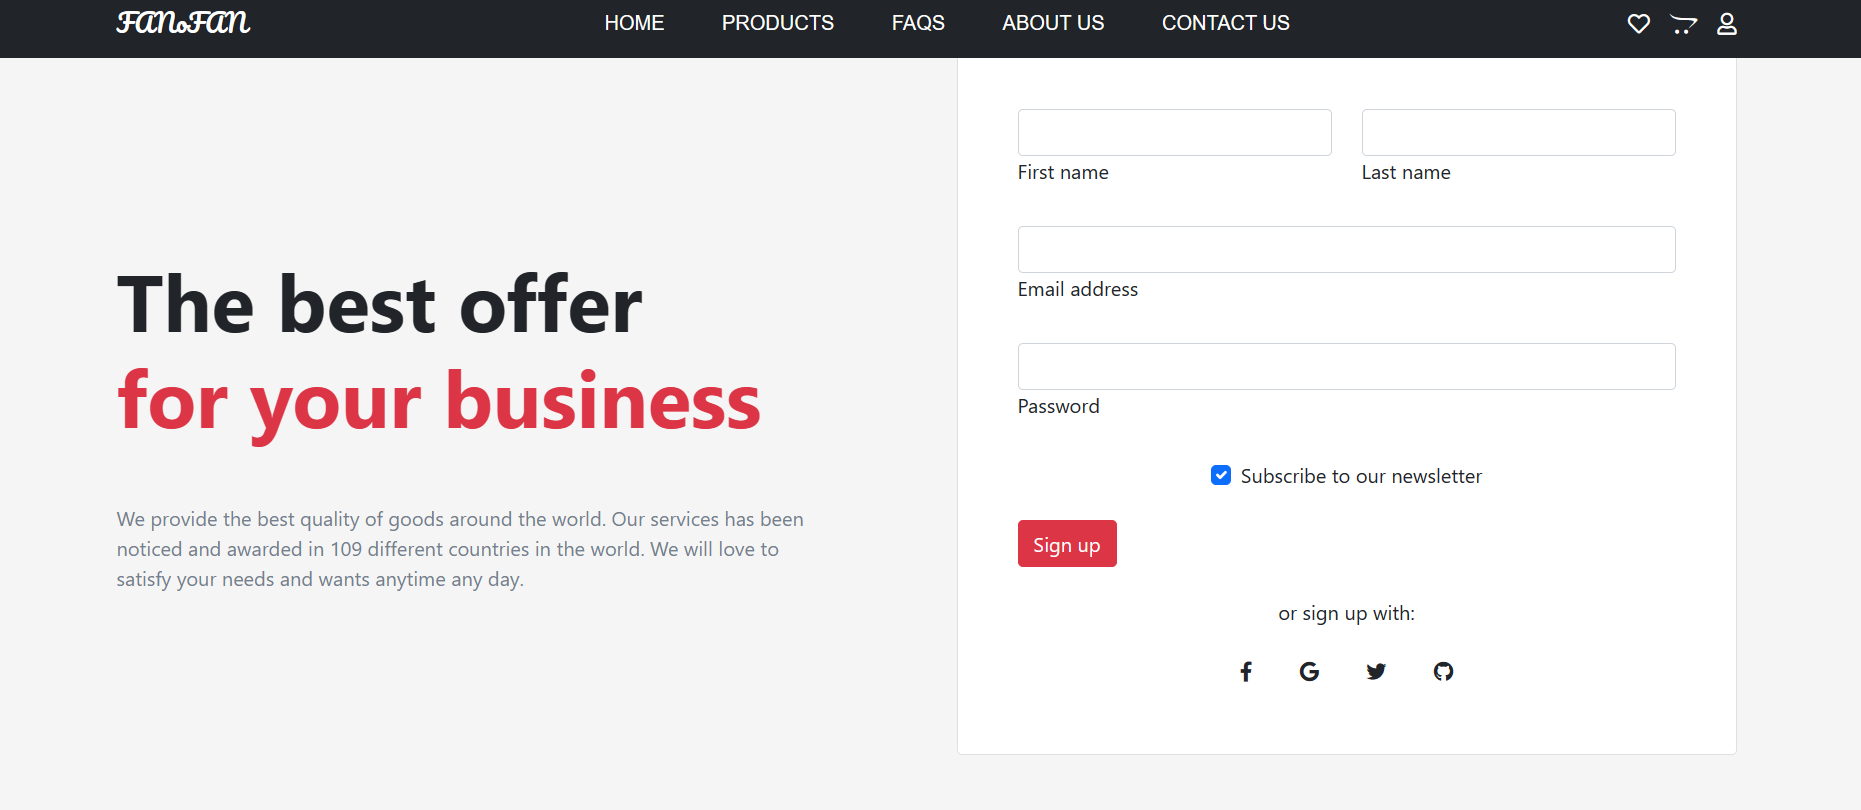 FANoFAN
HOME PRODUCTS FAQS ABOUT US CONTACT US
The best offer
for your business
We provide the best quality of goods around the world. Our services has been
noticed and awarded in 109 different countries in the world. We will love to
satisfy your needs and wants anytime any day.
First name Last name
Email address
Password
Subscribe to our newsletter
Sign up
or sign up with: